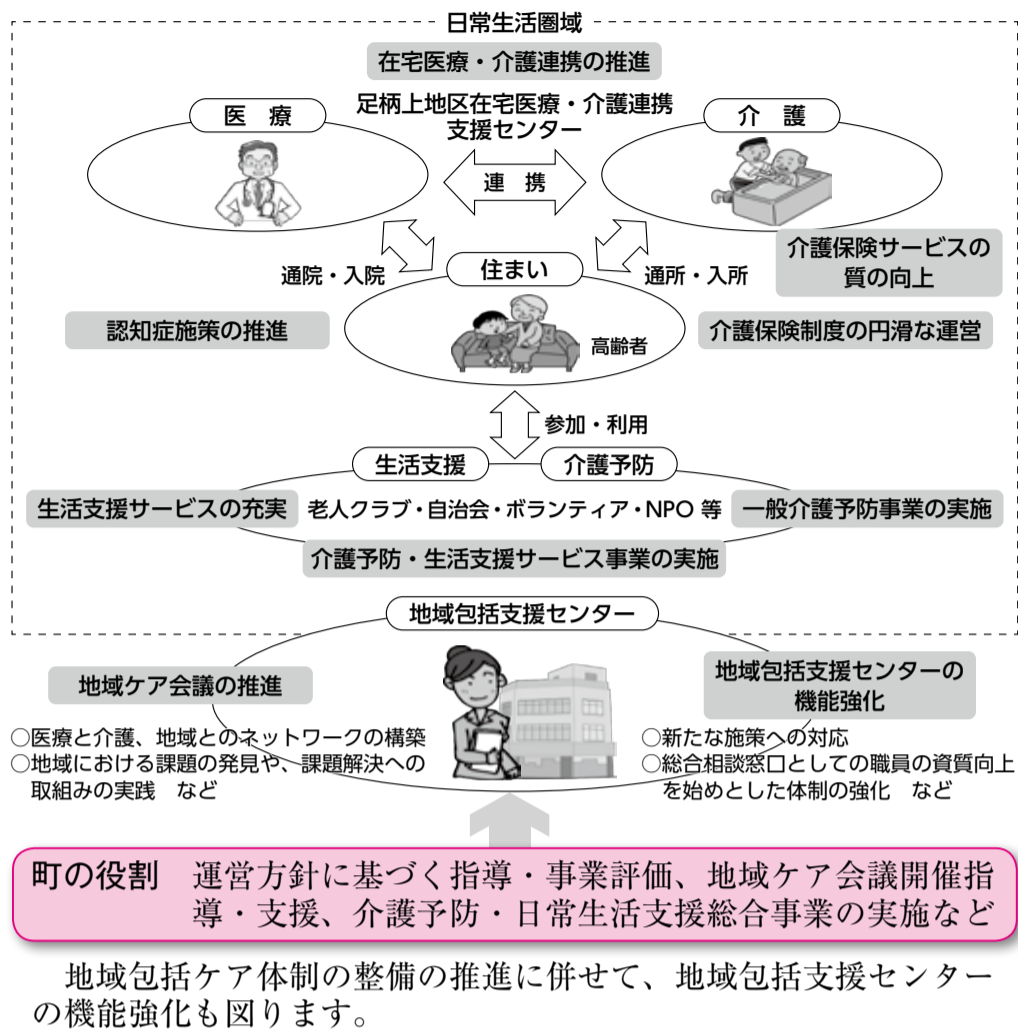 日常生活圏域
在宅医療・介護連携の推進
足柄上地区在宅医療・介護連携
支援センター
医 療
介 護
連 携
通院・入院
住まい
通所・入所
介護保険サービスの
質の向上
認知症施策の推進
高齢者
介護保険制度の円滑な運営
参加・利用
生活支援
介護予防
生活支援サービスの充実
老人クラブ・自治会・ボランティア・NPO 等
一般介護予防事業の実施
介護予防・生活支援サービス事業の実施
地域包括支援センター
地域ケア会議の推進
○医療と介護、地域とのネットワークの構築
○地域における課題の発見や、課題解決への
取組みの実践 など
地域包括支援センターの
機能強化
○新たな施策への対応
○総合相談窓口としての職員の資質向上
を始めとした体制の強化 など
町の役割 運営方針に基づく指導・事業評価、地域ケア会議開催指
導・支援、介護予防・日常生活支援総合事業の実施など
地域包括ケア体制の整備の推進に併せて、地域包括支援センター
の機能強化も図ります。